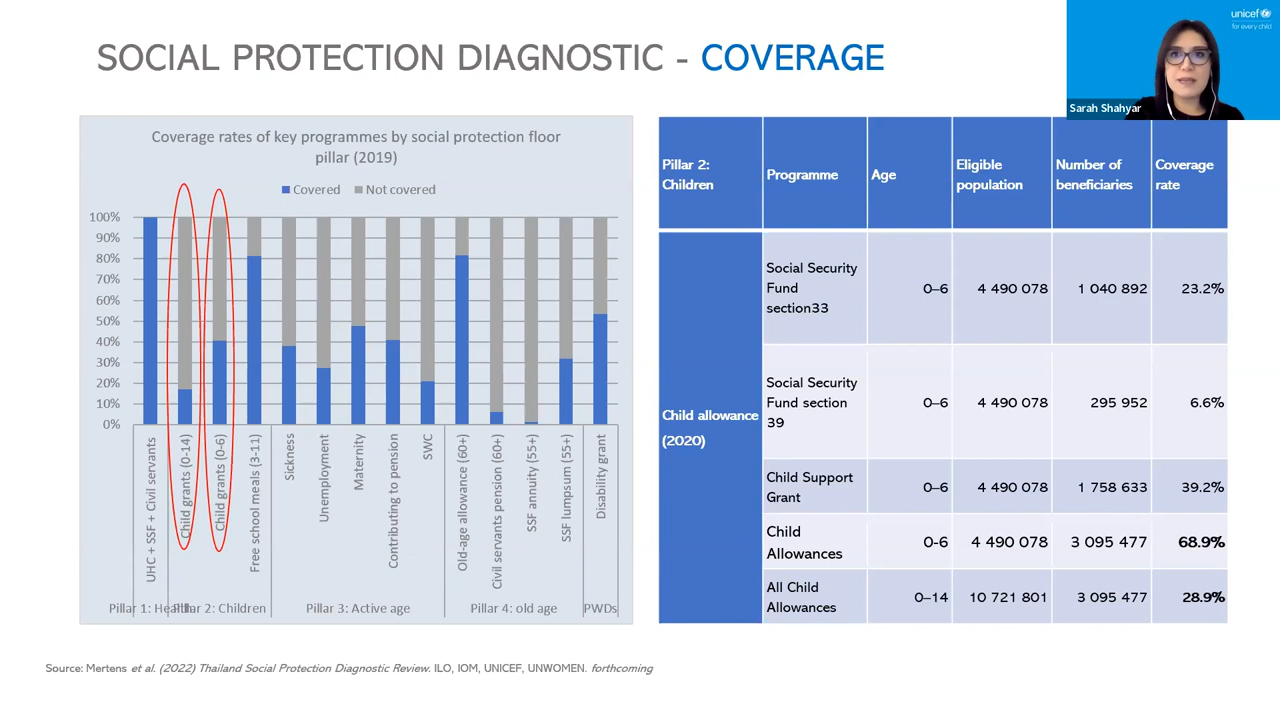 SOCIAL PROTECTION DIAGNOSTIC - COVERAGE
unicef
for every child
Sarah Shahyar
Coverage rates of key programmes by social protection floor
pillar (2019)
Covered
Not covered
100%
90%
80%
70%
60%
50%
40%
30%
20%
10%
0%
UHC + SSF + Civil servants
Child grants (0-14)
Child grants (0-6)
Free school meals (3-11)
Sickness
Unemployment
Maternity
Contributing to pension
SWC
Old-age allowance (60+)
Civil servants pension (60+)
SSF annuity (55+)
SSF lumpsum (55+)
Disability grant
Pillar 1: Health
Pillar 2: Children
Pillar 3: Active age
Pillar 4: old age
PWDs
Pillar 2:
Children
Programme
Age
Eligible
population
Number of
beneficiaries
Coverage
rate
Child allowance
(2020)
Social Security
Fund
section33
0–6
4 490 078
1 040 892
23.2%
Social Security
Fund section
39
0–6
4 490 078
295 952
6.6%
Child Support
Grant
0–6
4 490 078
1 758 633
39.2%
Child
Allowances
0-6
4 490 078
3 095 477
68.9%
All Child
Allowances
0–14
10 721 801
3 095 477
28.9%
Source: Mertens et al. (2022) Thailand Social Protection Diagnostic Review. ILO, IOM, UNICEF, UNWOMEN. forthcoming